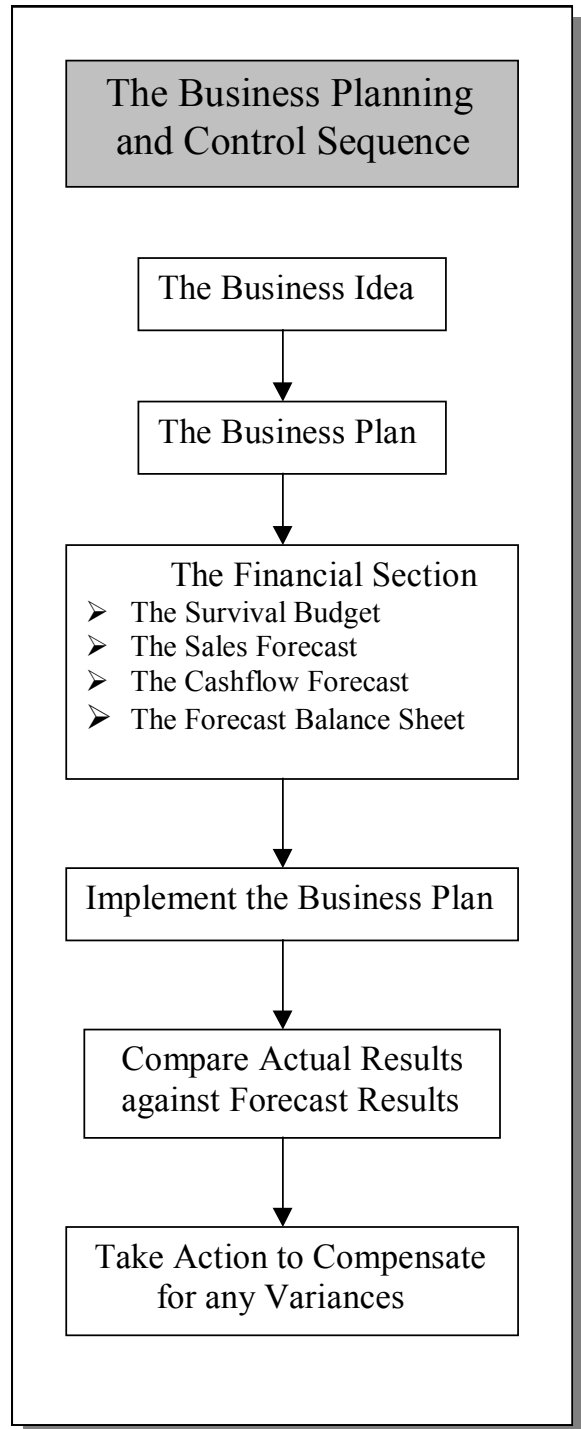 The Business Planning
and Control Sequence
The Business Idea
The Business Plan
The Financial Section
➢ The Survival Budget
➢ The Sales Forecast
➢ The Cashflow Forecast
➢ The Forecast Balance Sheet
Implement the Business Plan
Compare Actual Results
against Forecast Results
Take Action to Compensate
for any Variances